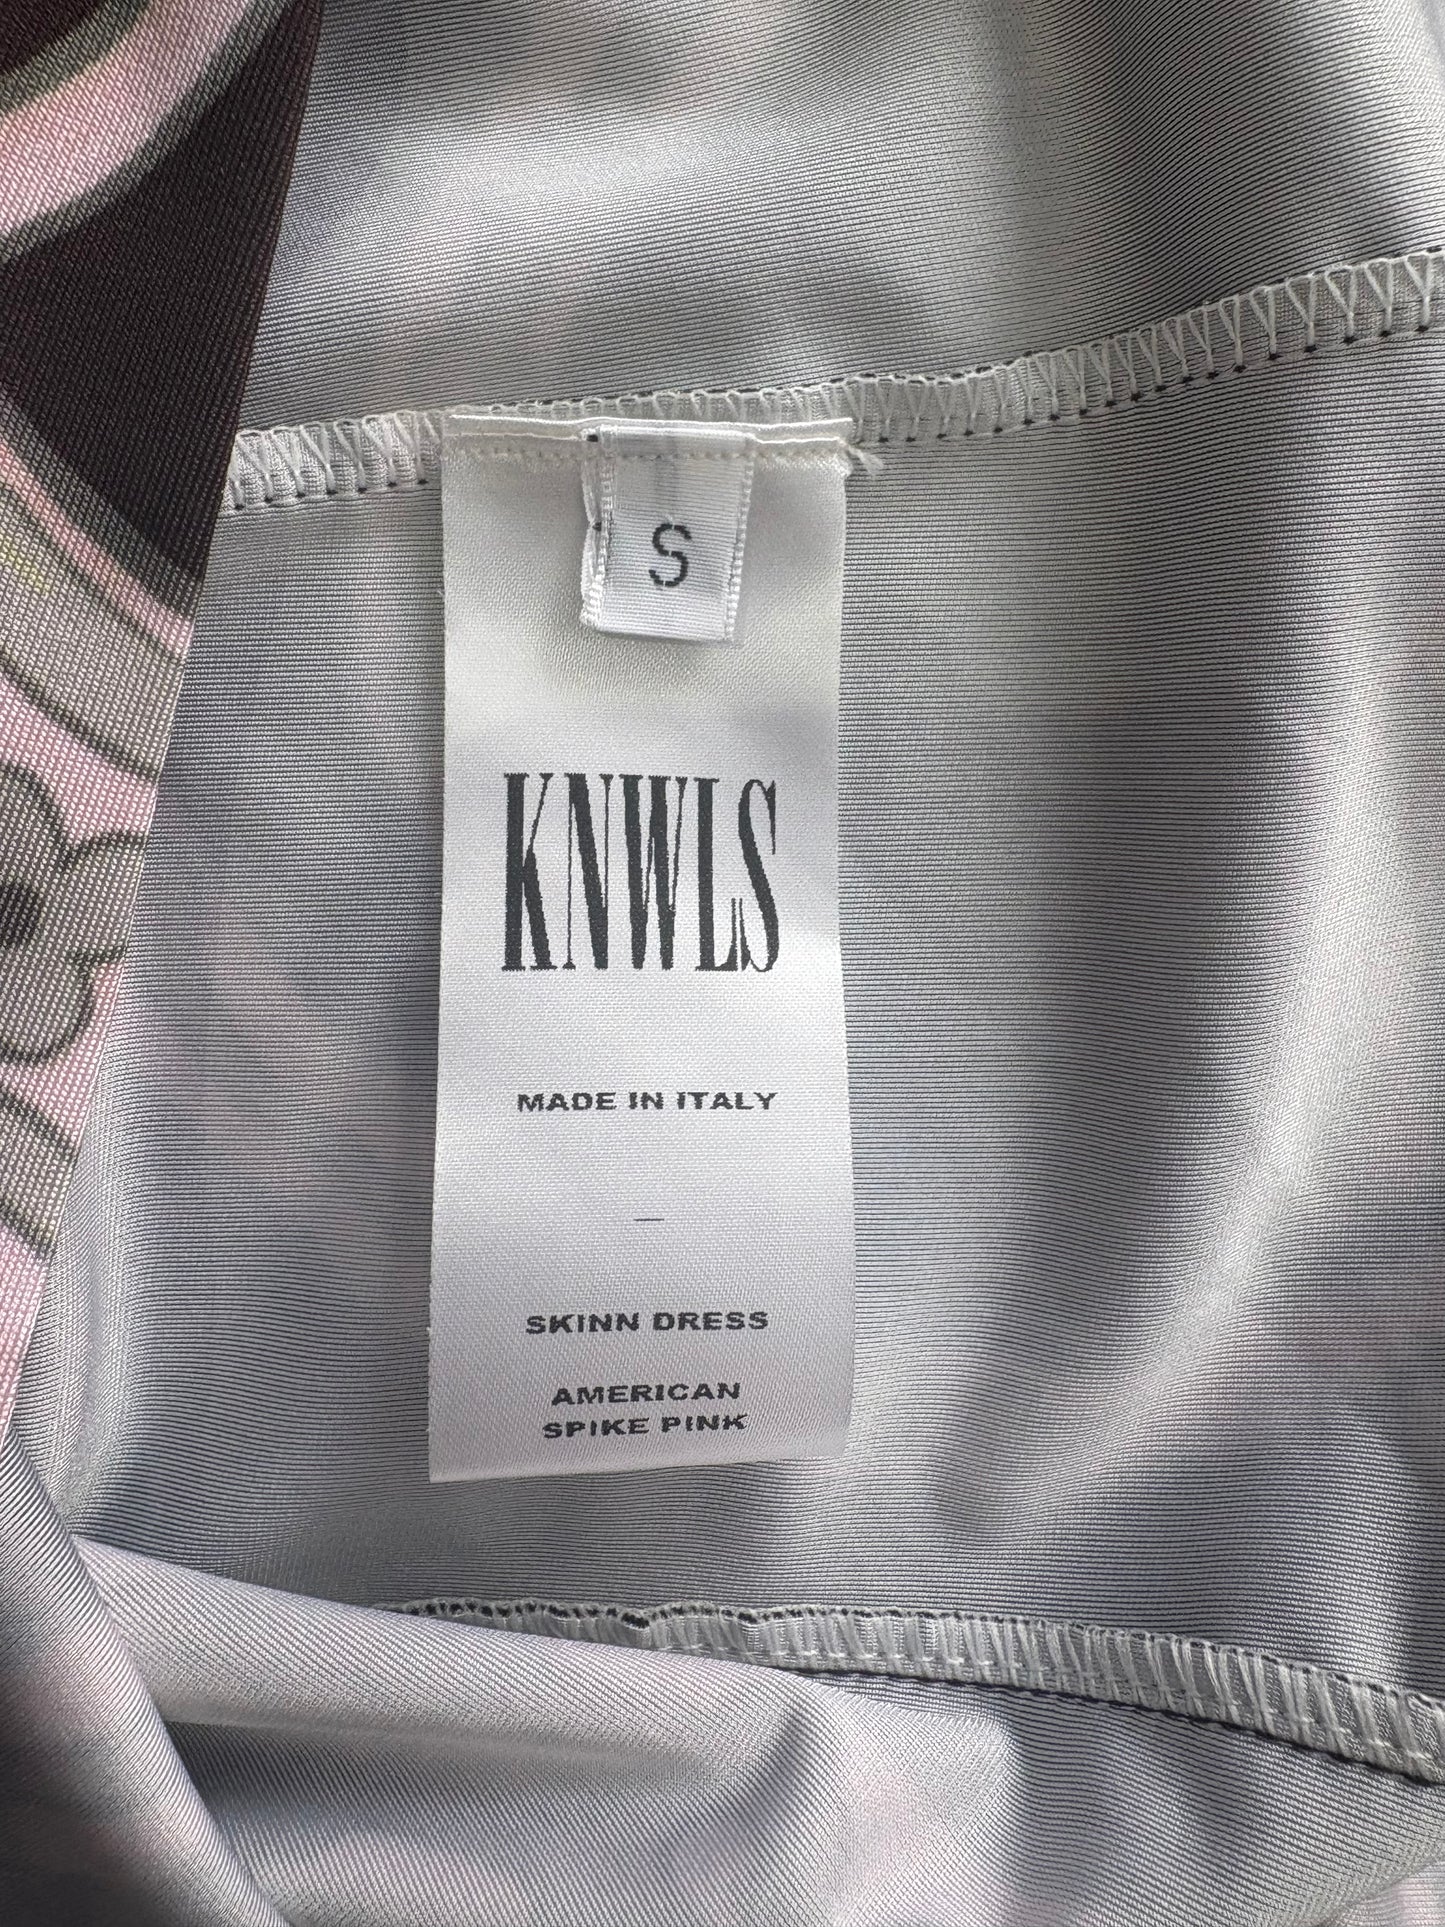 S
KNWLS
MADE IN ITALY
—
SKINN DRESS
AMERICAN
SPIKE PINK